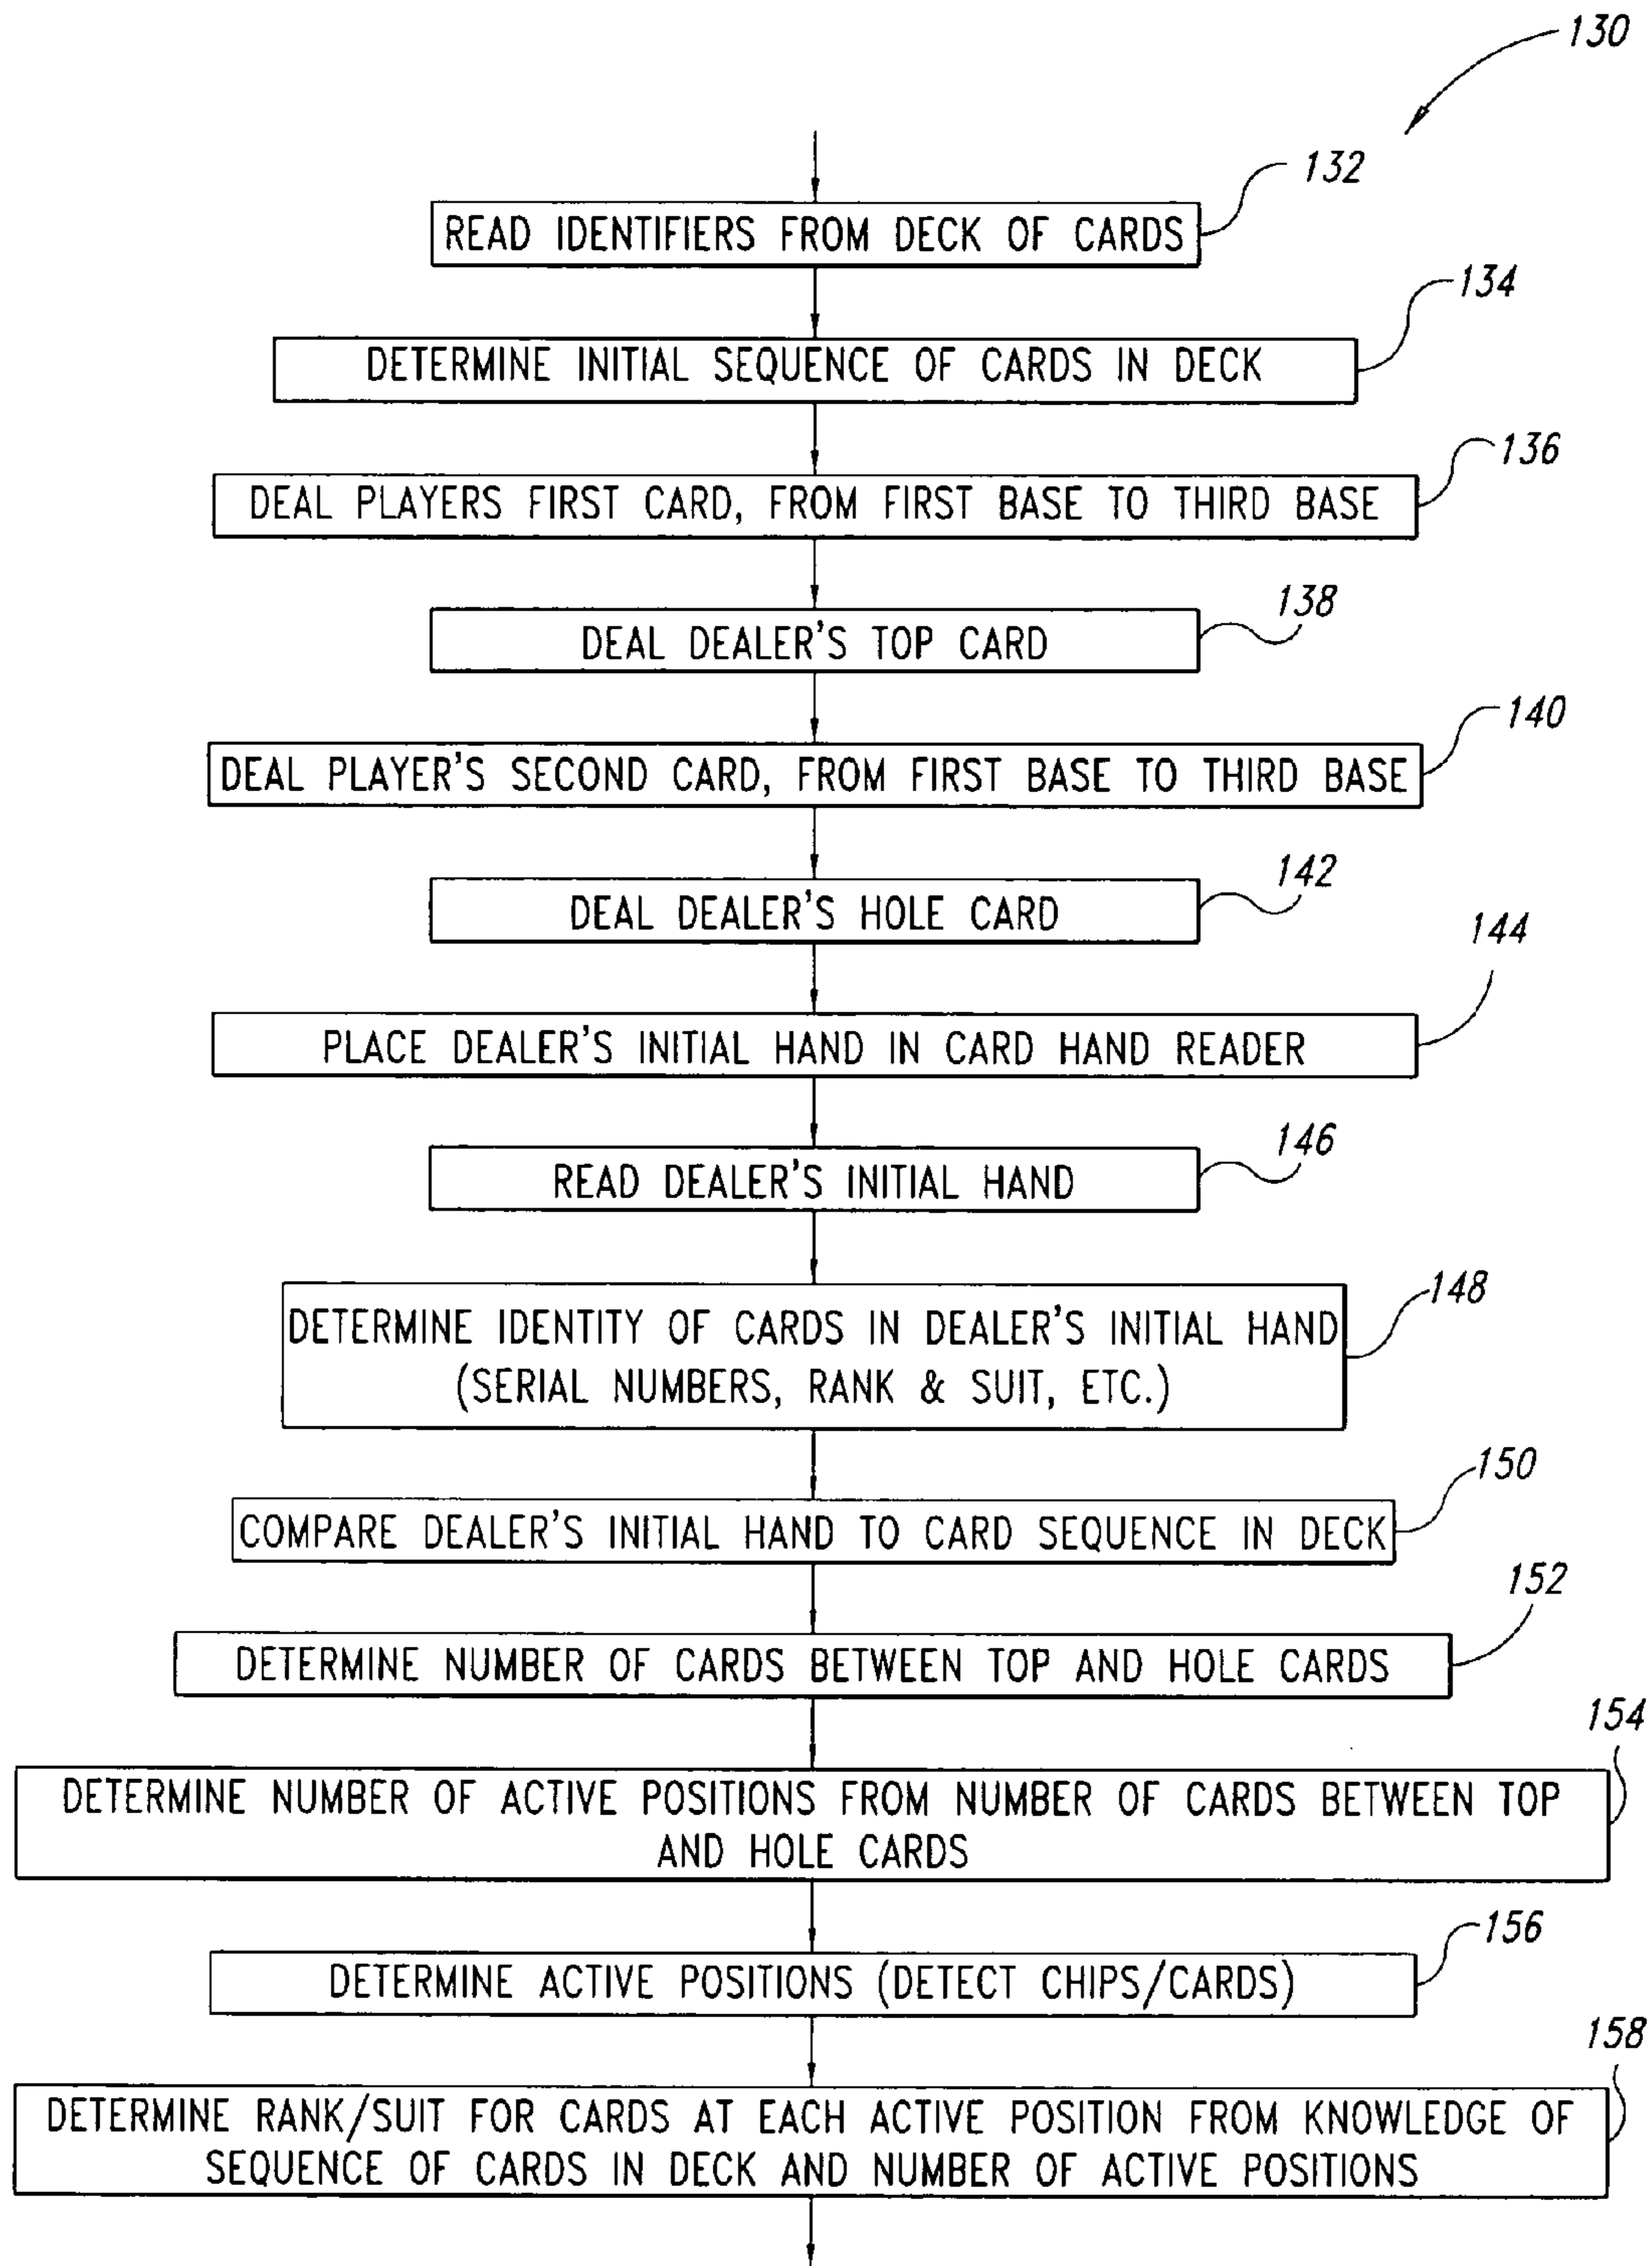 130
132
READ IDENTIFIERS FROM DECK OF CARDS
134
DETERMINE INITIAL SEQUENCE OF CARDS IN DECK
136
DEAL PLAYERS FIRST CARD, FROM FIRST BASE TO THIRD BASE
138
DEAL DEALER'S TOP CARD
140
DEAL PLAYER'S SECOND CARD, FROM FIRST BASE TO THIRD BASE
142
DEAL DEALER'S HOLE CARD
144
PLACE DEALER'S INITIAL HAND IN CARD HAND READER
146
READ DEALER'S INITIAL HAND
148
DETERMINE IDENTITY OF CARDS IN DEALER'S INITIAL HAND
(SERIAL NUMBERS, RANK & SUIT, ETC.)
150
COMPARE DEALER'S INITIAL HAND TO CARD SEQUENCE IN DECK
152
DETERMINE NUMBER OF CARDS BETWEEN TOP AND HOLE CARDS
154
DETERMINE NUMBER OF ACTIVE POSITIONS FROM NUMBER OF CARDS BETWEEN TOP
AND HOLE CARDS
156
DETERMINE ACTIVE POSITIONS (DETECT CHIPS/CARDS)
158
DETERMINE RANK/SUIT FOR CARDS AT EACH ACTIVE POSITION FROM KNOWLEDGE OF
SEQUENCE OF CARDS IN DECK AND NUMBER OF ACTIVE POSITIONS